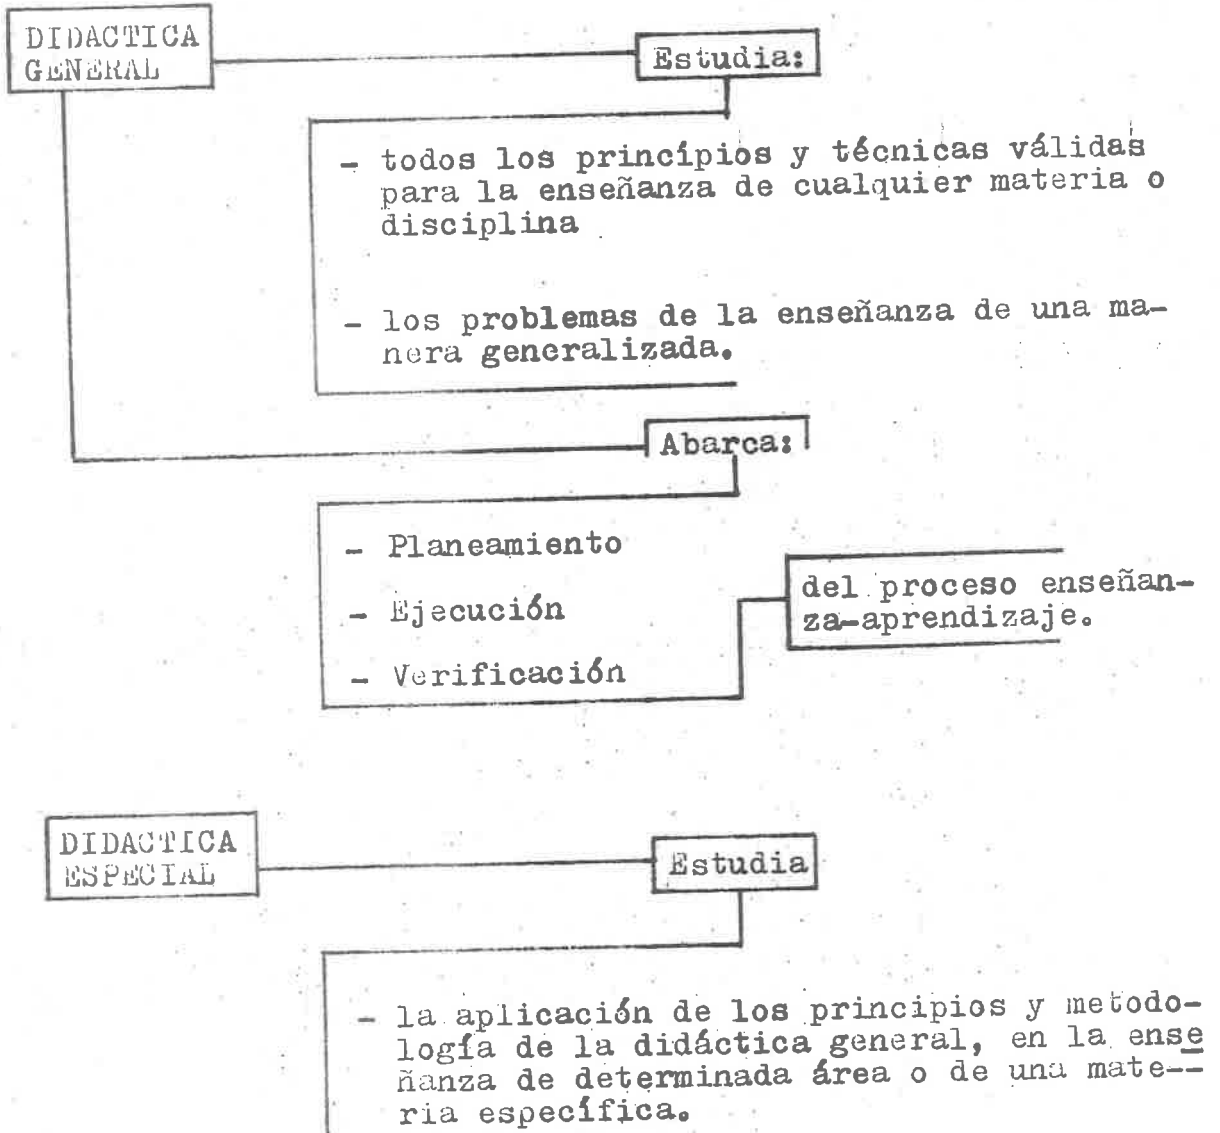 DIDACTICA
GENERAL
Estudia:
- todos los princípios y técnicas válidas
para la enseñanza de cualquier materia o
disciplina
- los problemas de la enseñanza de una ma-
nera generalizada.
Abarca:
- Planeamiento
- Ejecución
- Verificación
del proceso enseñan-
za-aprendizaje.
DIDACTICA
ESPECIAL
Estudia
- la aplicación de los principios y metodo-
logía de la didáctica general, en la ense
ñanza de determinada área o de una mate--
ria específica.